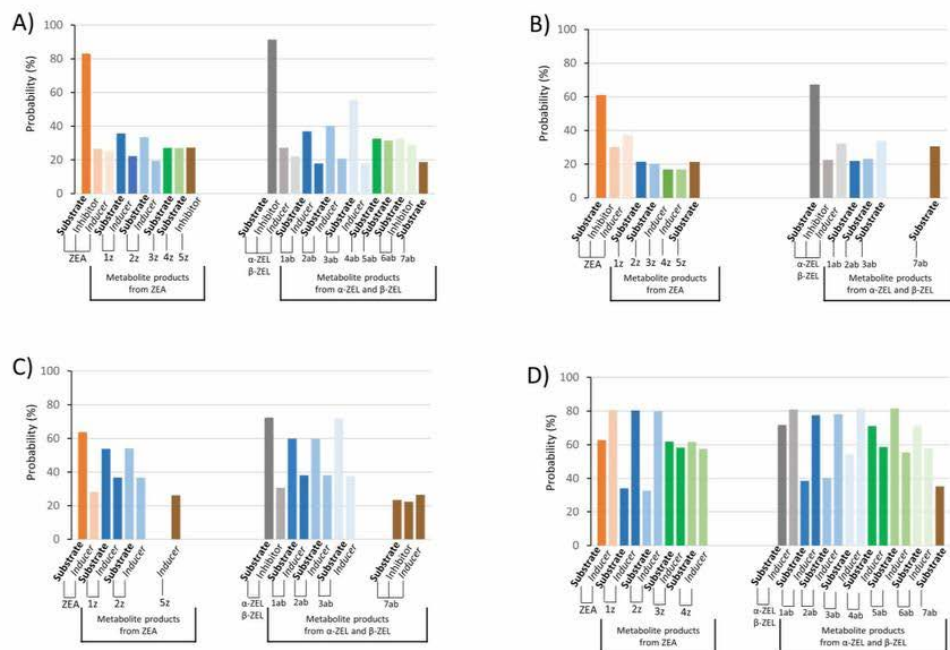 A)
Probability (%)
100
80
60
40
20
0
Substrate Inhibitor Inducer Substrate Inducer Substrate Inducer Substrate Substrate Inhibitor
ZEA 1z 2z 3z 4z 5z
Metabolite products
from ZEA
Substrate Inhibitor Inducer Substrate Inducer Substrate Inducer Substrate Inducer Substrate Substrate Substrate Inhibitor Substrate
α-ZEL 1ab 2ab 3ab 4ab 5ab 6ab 7ab
β-ZEL
Metabolite products
from α-ZEL and β-ZEL
B)
Probability (%)
100
80
60
40
20
0
Substrate Inhibitor Inducer Substrate Substrate Inducer Inducer Substrate
ZEA 1z 2z 3z 4z 5z
Metabolite products
from ZEA
Substrate Inhibitor Inducer Substrate Substrate Substrate Substrate
α-ZEL 1ab 2ab 3ab 7ab
β-ZEL
Metabolite products
from α-ZEL and β-ZEL
C)
Probability (%)
100
80
60
40
20
0
Substrate Inducer Substrate Inducer Substrate Inducer Inducer
ZEA 1z 2z 5z
Metabolite products
from ZEA
Substrate Inhibitor Substrate Inducer Substrate Inducer Substrate Inducer Substrate Inhibitor Inducer
α-ZEL 1ab 2ab 3ab 7ab
β-ZEL
Metabolite products
from α-ZEL and β-ZEL
D)
Probability (%)
100
80
60
40
20
0
Substrate Inducer Substrate Inducer Substrate Inducer Substrate Inducer Substrate Inducer
ZEA 1z 2z 3z 4z
Metabolite products
from ZEA
Substrate Inducer Substrate Inducer Substrate Inducer Substrate Inducer Substrate Inducer Substrate Inducer Substrate Inducer Substrate
α-ZEL 1ab 2ab 3ab 4ab 5ab 6ab 7ab
β-ZEL
Metabolite products
from α-ZEL and β-ZEL